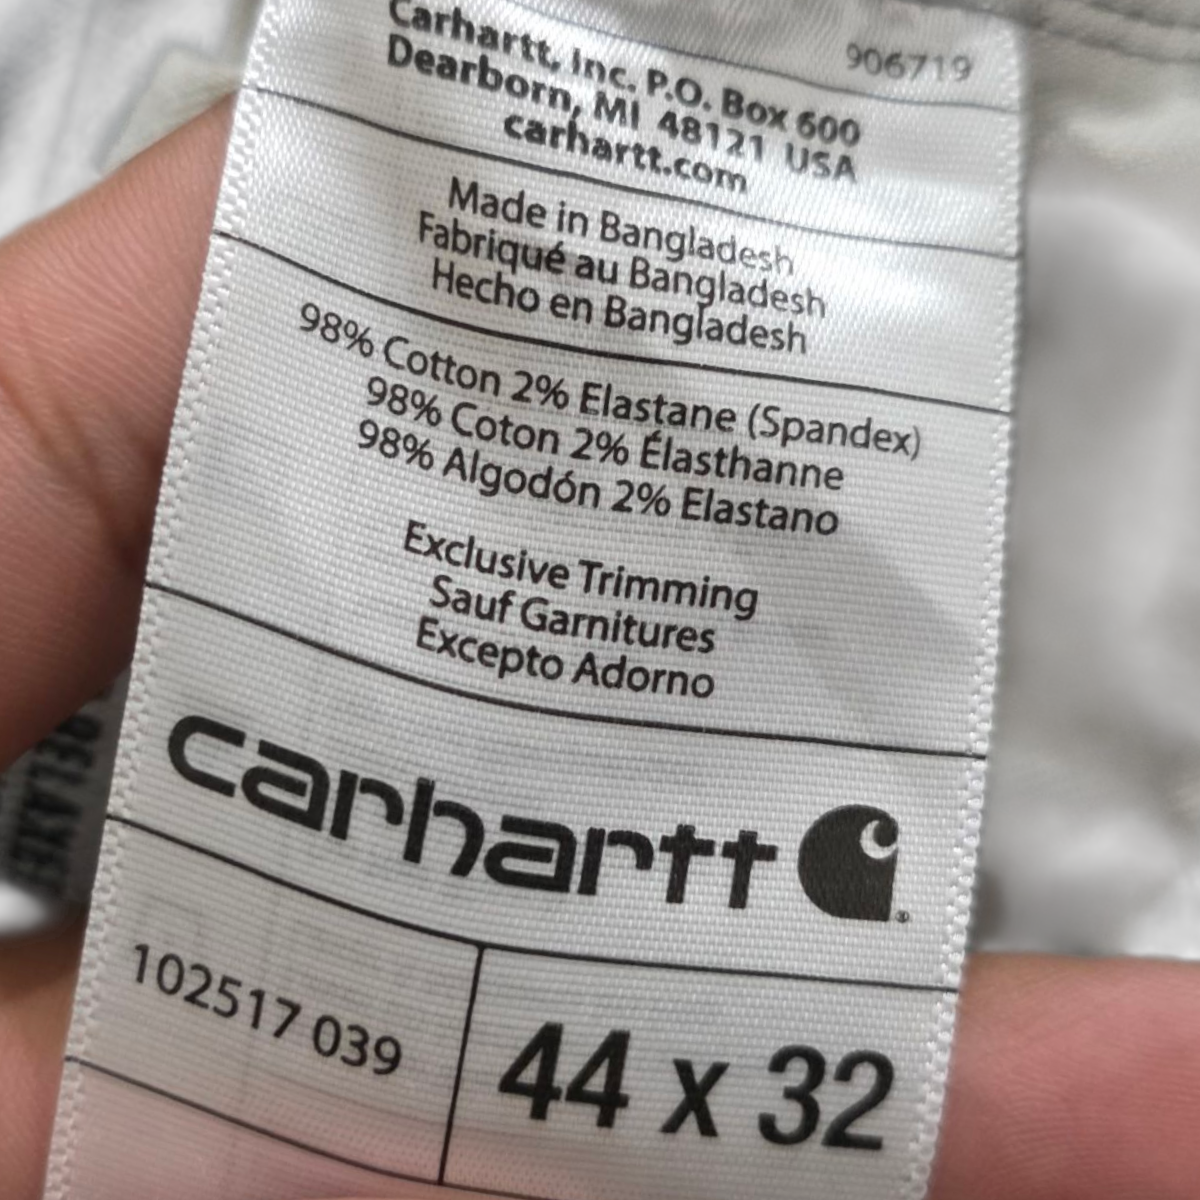 906719
Carhartt, Inc. P.O. Box 600
Dearborn, MI 48121 USA
carhartt.com
Made in Bangladesh
Fabriqué au Bangladesh
Hecho en Bangladesh
98% Cotton 2% Elastane (Spandex)
98% Coton 2% Élasthanne
98% Algodón 2% Elastano
Exclusive Trimming
Sauf Garnitures
Excepto Adorno
carhartt
102517 039
44 x 32